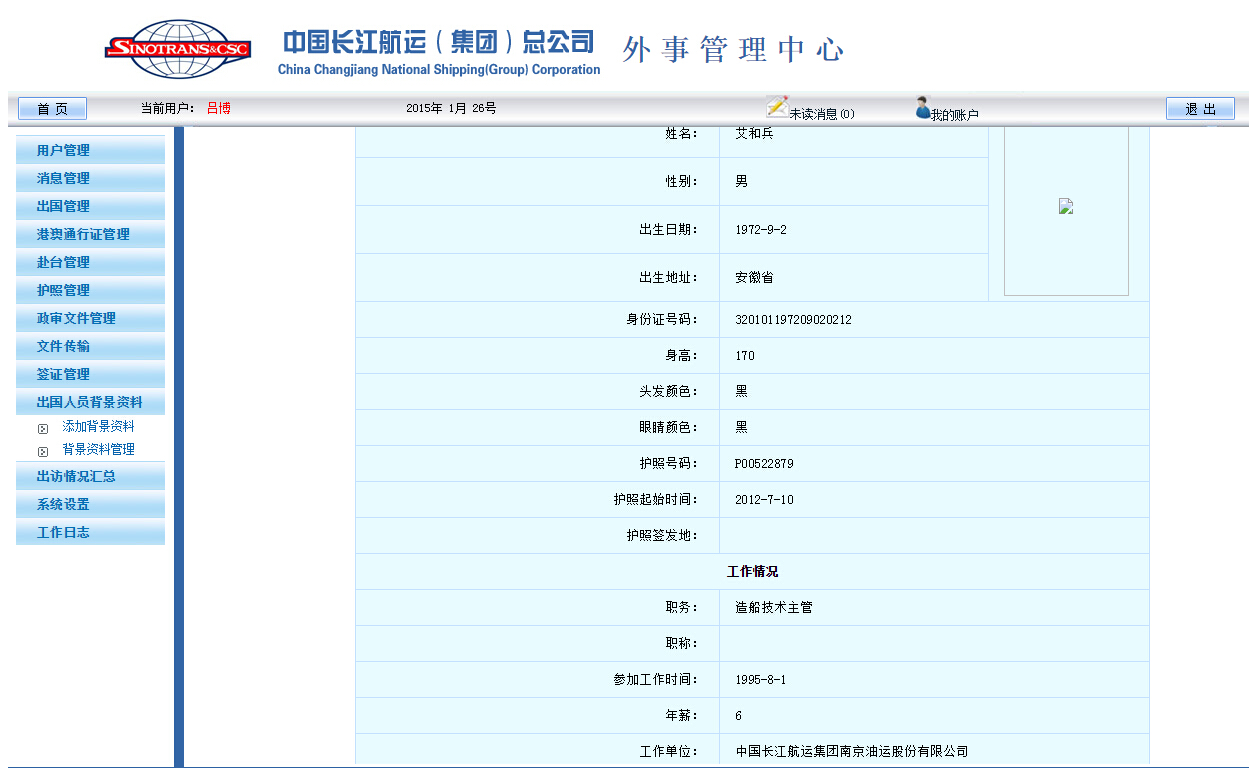 SINOTRANS&CSC
中国长江航运（集团）总公司
China Changjiang National Shipping(Group) Corporation
外事管理中心
首 页 当前用户： 吕博 2015年 1月 26号 未读消息(0) 我的账户 退 出
用户管理
消息管理
出国管理
港澳通行证管理
赴台管理
护照管理
政审文件管理
文件传输
签证管理
出国人员背景资料
添加背景资料
背景资料管理
出访情况汇总
系统设置
工作日志
姓名： 艾和兵
性别： 男
出生日期： 1972-9-2
出生地址： 安徽省
身份证号码： 320101197209020212
身高： 170
头发颜色： 黑
眼睛颜色： 黑
护照号码： P00522879
护照起始时间： 2012-7-10
护照签发地：
工作情况
职务： 造船技术主管
职称：
参加工作时间： 1995-8-1
年薪： 6
工作单位： 中国长江航运集团南京油运股份有限公司